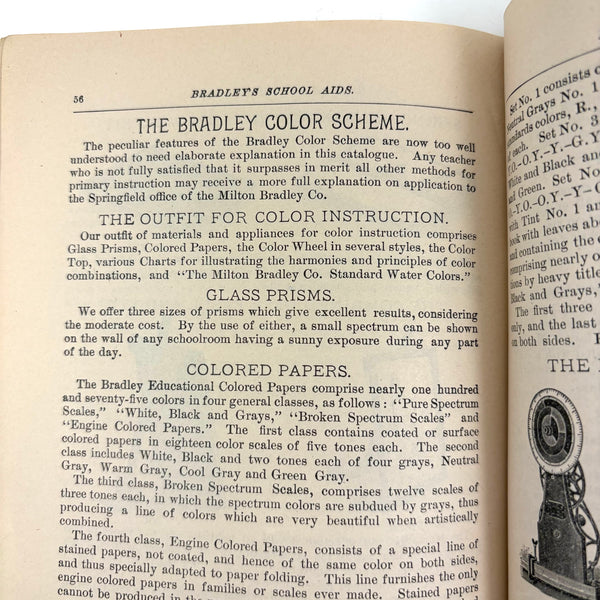 56
BRADLEY'S SCHOOL AIDS.
THE BRADLEY COLOR SCHEME.
The peculiar features of the Bradley Color Scheme are now too well
understood to need elaborate explanation in this catalogue. Any teacher
who is not fully satisfied that it surpasses in merit all other methods for
primary instruction may receive a more full explanation on application to
the Springfield office of the Milton Bradley Co.
THE OUTFIT FOR COLOR INSTRUCTION.
Our outfit of materials and appliances for color instruction comprises
Glass Prisms, Colored Papers, the Color Wheel in several styles, the Color
Top, various Charts for illustrating the harmonies and principles of color
combinations, and "The Milton Bradley Co. Standard Water Colors."
GLASS PRISMS.
We offer three sizes of prisms which give excellent results, considering
the moderate cost. By the use of either, a small spectrum can be shown
on the wall of any schoolroom having a sunny exposure during any part
of the day.
COLORED PAPERS.
The Bradley Educational Colored Papers comprise nearly one hundred
and seventy-five colors in four general classes, as follows: "Pure Spectrum
Scales," "White, Black and Grays," "Broken Spectrum Scales" and
"Engine Colored Papers." The first class contains coated or surface
colored papers in eighteen color scales of five tones each. The second
class includes White, Black and two tones each of four grays, Neutral
Gray, Warm Gray, Cool Gray and Green Gray.
The third class, Broken Spectrum Scales, comprises twelve scales of
three tones each, in which the spectrum colors are subdued by grays, thus
producing a line of colors which are very beautiful when artistically
combined.
The fourth class, Engine Colored Papers, consists of a special line of
stained papers, not coated, and hence of the same color on both sides,
and thus specially adapted to paper folding. This line furnishes the only
engine colored papers in families or scales ever made. Stained papers
cannot be produced in the
Set No. 1 consists
Neutral Grays No. 1
standards colors, R.,
of each. Set No. 3
Y.O.-O.Y.-Y.-G.Y
White and Black and
and Green. Set No
-Y.O.-O.Y.-Y-
with Tint No. 1 and
book with leaves abo
and containing the
comprising nearly
tions by heavy title
Black and Grays,"
The first three
only, and the last
on both sides.
THE